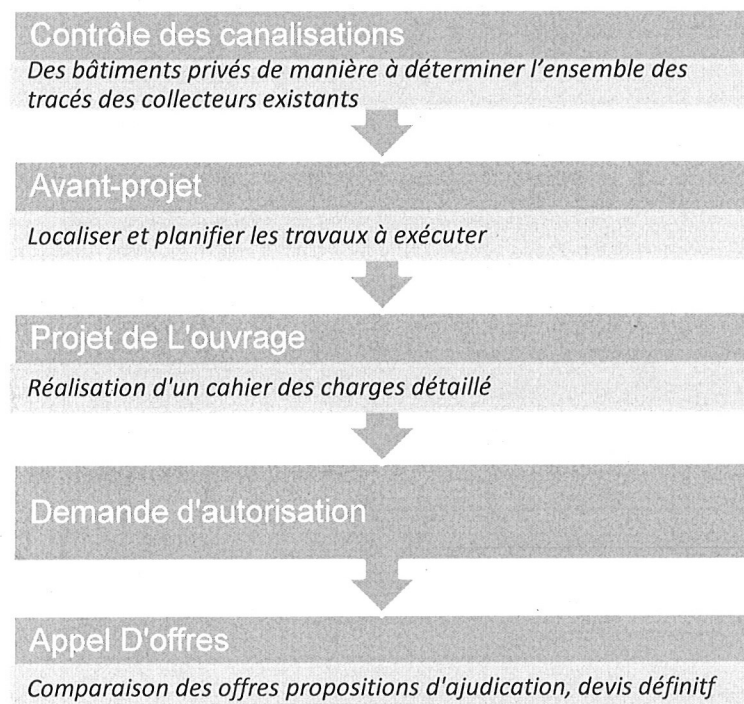 Contrôle des canalisations
Des bâtiments privés de manière à déterminer l'ensemble des
tracés des collecteurs existants
Avant-projet
Localiser et planifier les travaux à exécuter
Projet de L'ouvrage
Réalisation d'un cahier des charges détaillé
Demande d'autorisation
Appel D'offres
Comparaison des offres propositions d'ajudication, devis définitf